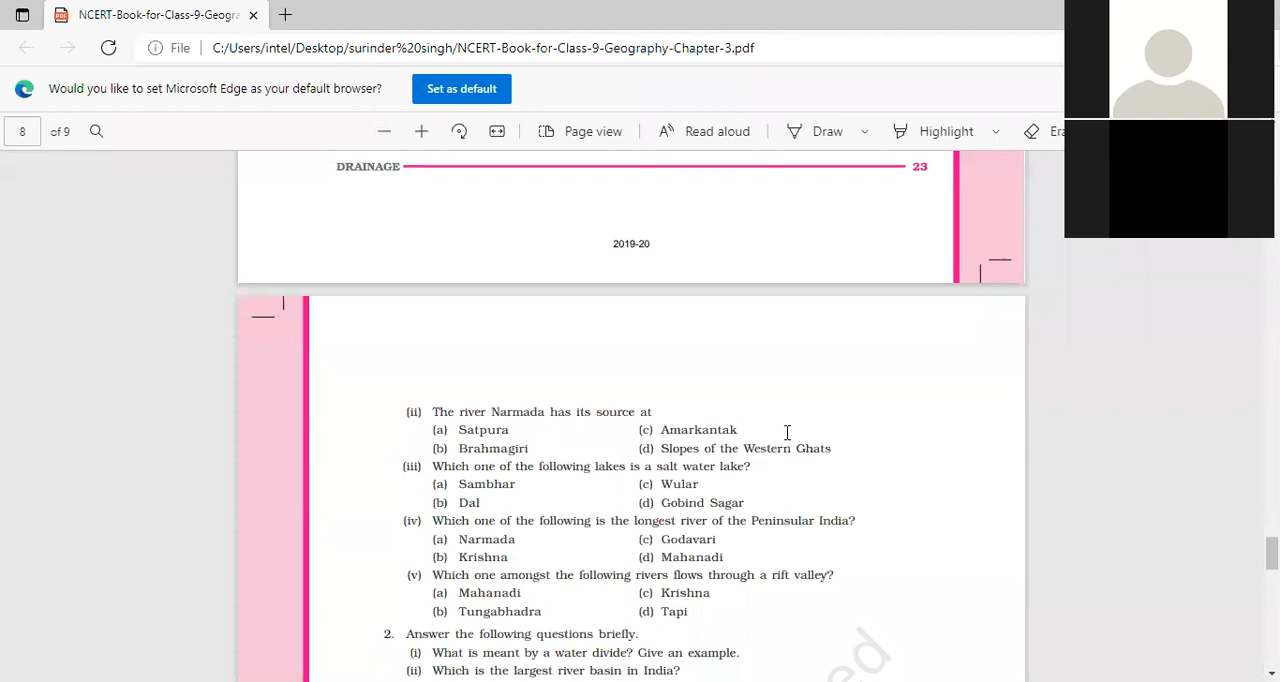 NCERT-Book-for-Class-9-Geogra
File C:/Users/intel/Desktop/surinder%20singh/NCERT-Book-for-Class-9-Geography-Chapter-3.pdf
Would you like to set Microsoft Edge as your default browser? Set as default
8 of 9 Page view Read aloud Draw Highlight Era
DRAINAGE 23
2019-20
(ii) The river Narmada has its source at
(a) Satpura (c) Amarkantak
(b) Brahmagiri (d) Slopes of the Western Ghats
(iii) Which one of the following lakes is a salt water lake?
(a) Sambhar (c) Wular
(b) Dal (d) Gobind Sagar
(iv) Which one of the following is the longest river of the Peninsular India?
(a) Narmada (c) Godavari
(b) Krishna (d) Mahanadi
(v) Which one amongst the following rivers flows through a rift valley?
(a) Mahanadi (c) Krishna
(b) Tungabhadra (d) Tapi
2. Answer the following questions briefly.
(i) What is meant by a water divide? Give an example.
(ii) Which is the largest river basin in India?
ed